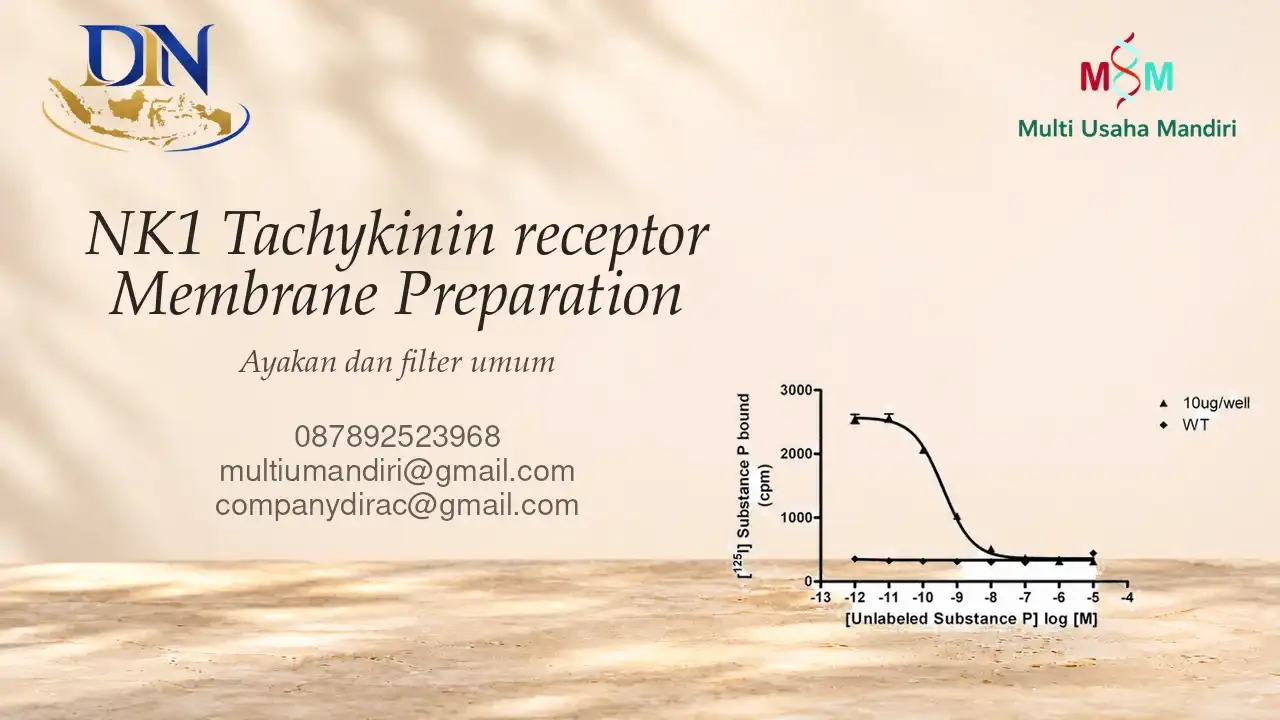 DIN
M M
Multi Usaha Mandiri
NK1 Tachykinin receptor
Membrane Preparation
Ayakan dan filter umum
087892523968
multiumandiri@gmail.com
companydirac@gmail.com
[¹²⁵I] Substance P bound
(cpm)
3000
2000
1000
0
-13 -12 -11 -10 -9 -8 -7 -6 -5 -4
[Unlabeled Substance P] log [M]
10ug/well
WT